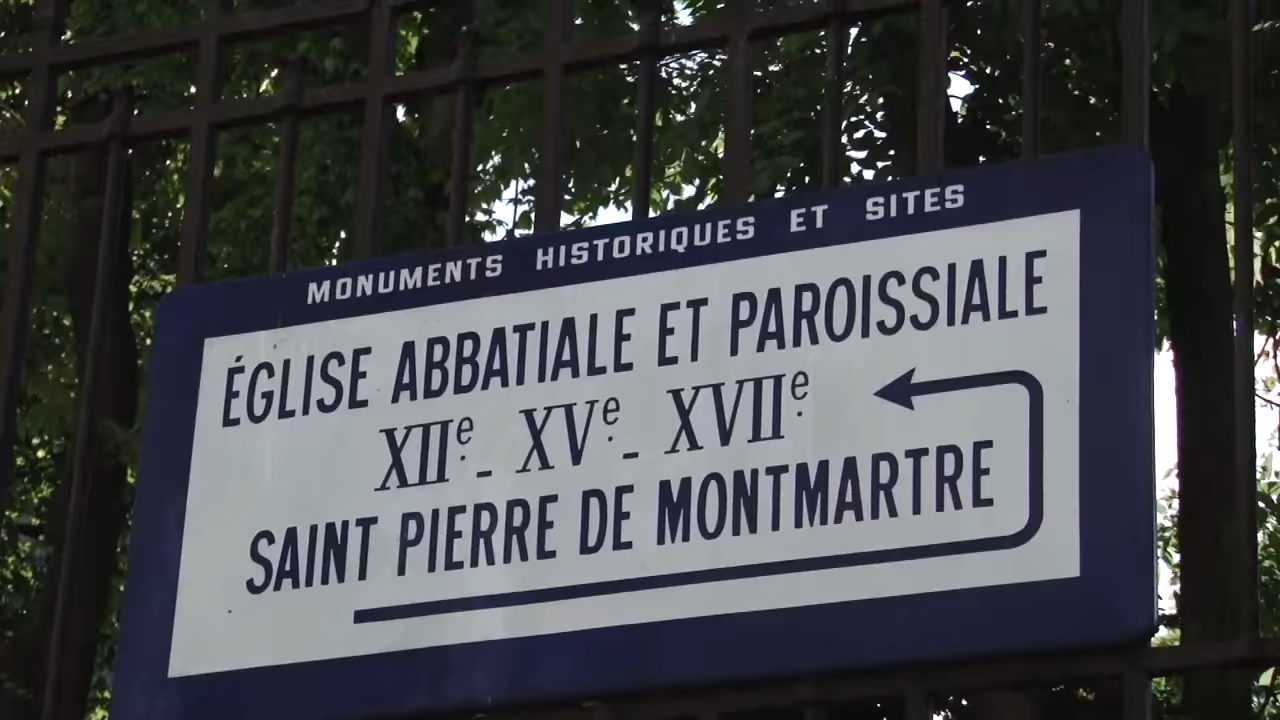 MONUMENTS HISTORIQUES ET SITES
ÉGLISE ABBATIALE ET PAROISSIALE
XIIe - XVe - XVIIe
SAINT PIERRE DE MONTMARTRE